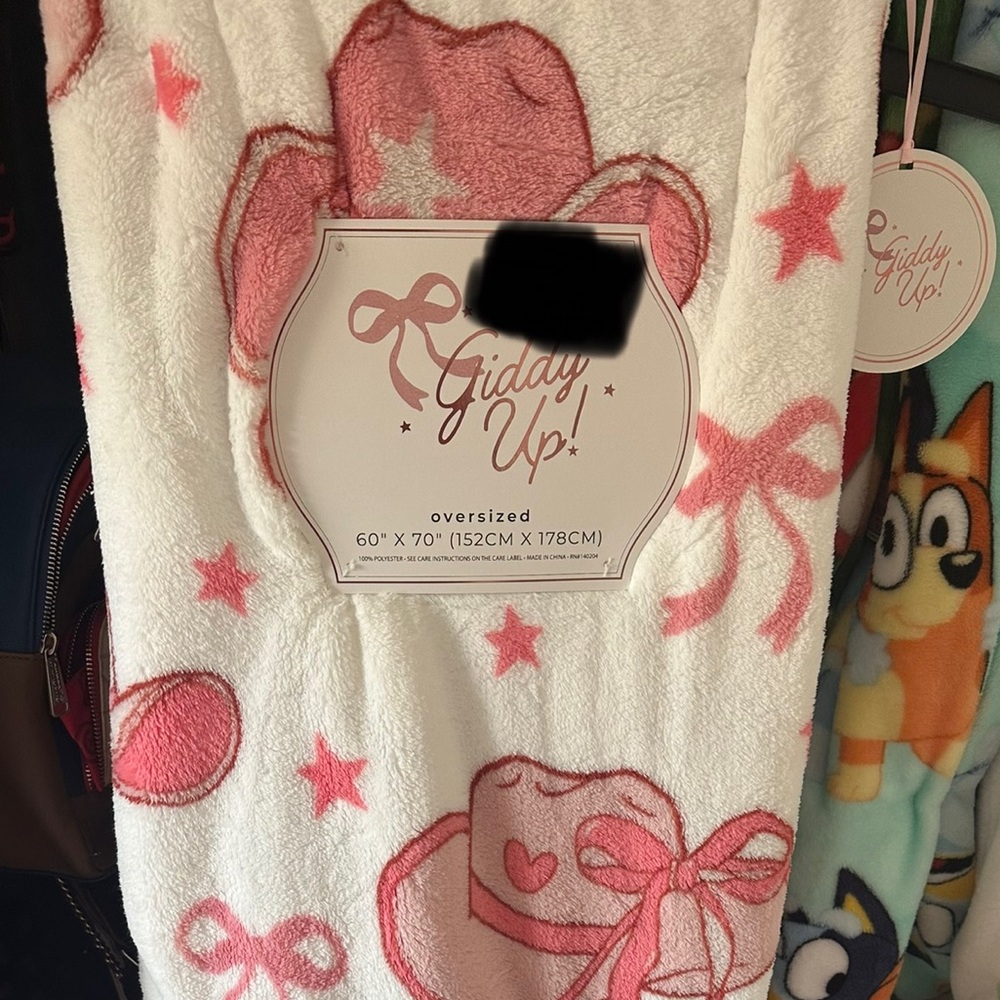 Giddy
Up!
oversized
60" X 70" (152CM X 178CM)
100% POLYESTER - SEE CARE INSTRUCTIONS ON THE CARE LABEL - MADE IN CHINA - RN#140204
Giddy
Up!